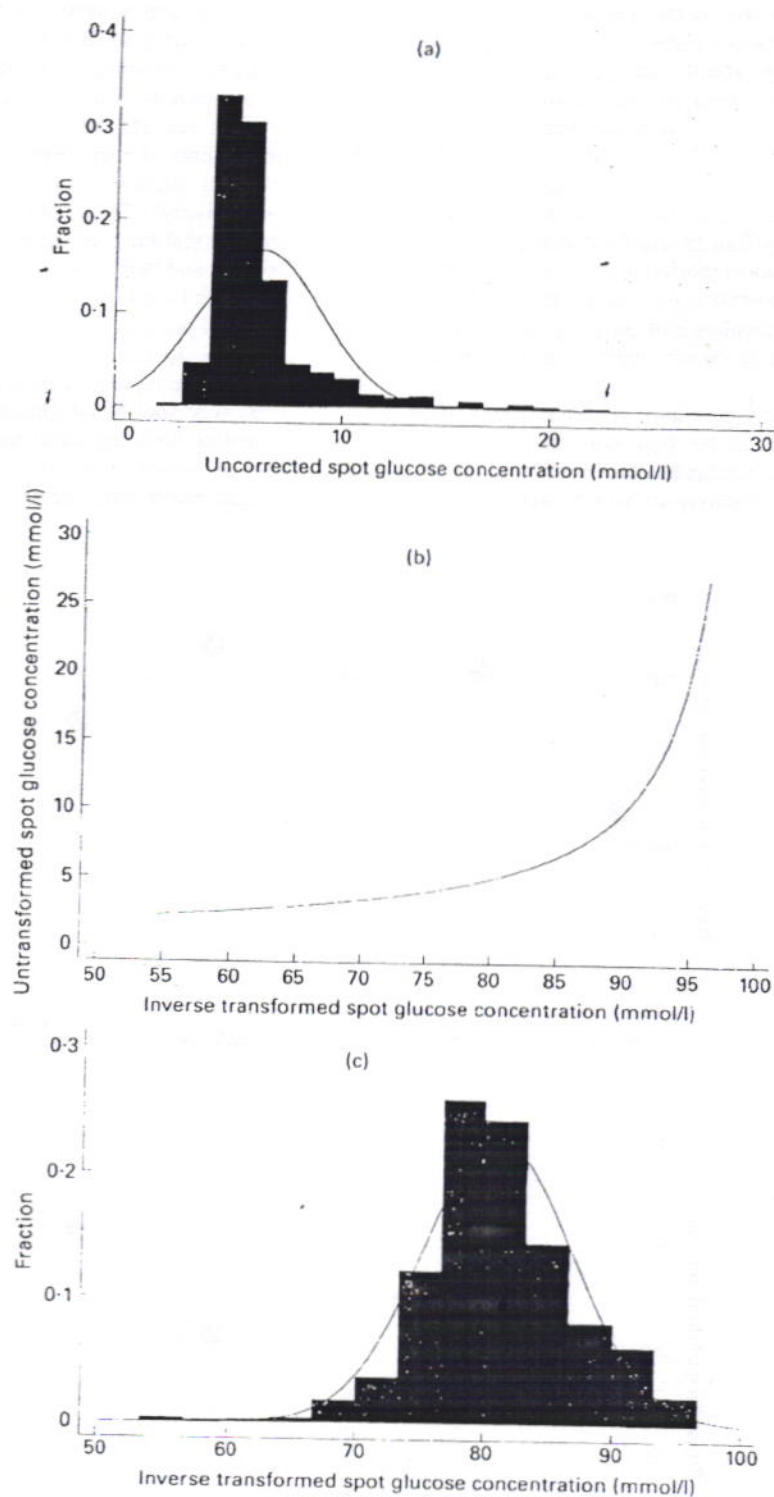 (a)
0·4
0·3
0·2
0·1
0
Fraction
0 10 20 30
Uncorrected spot glucose concentration (mmol/l)
(b)
30
25
20
15
10
5
0
Untransformed spot glucose concentration (mmol/l)
50 55 60 65 70 75 80 85 90 95 100
Inverse transformed spot glucose concentration (mmol/l)
(c)
0·3
0·2
0·1
0
Fraction
50 60 70 80 90 100
Inverse transformed spot glucose concentration (mmol/l)